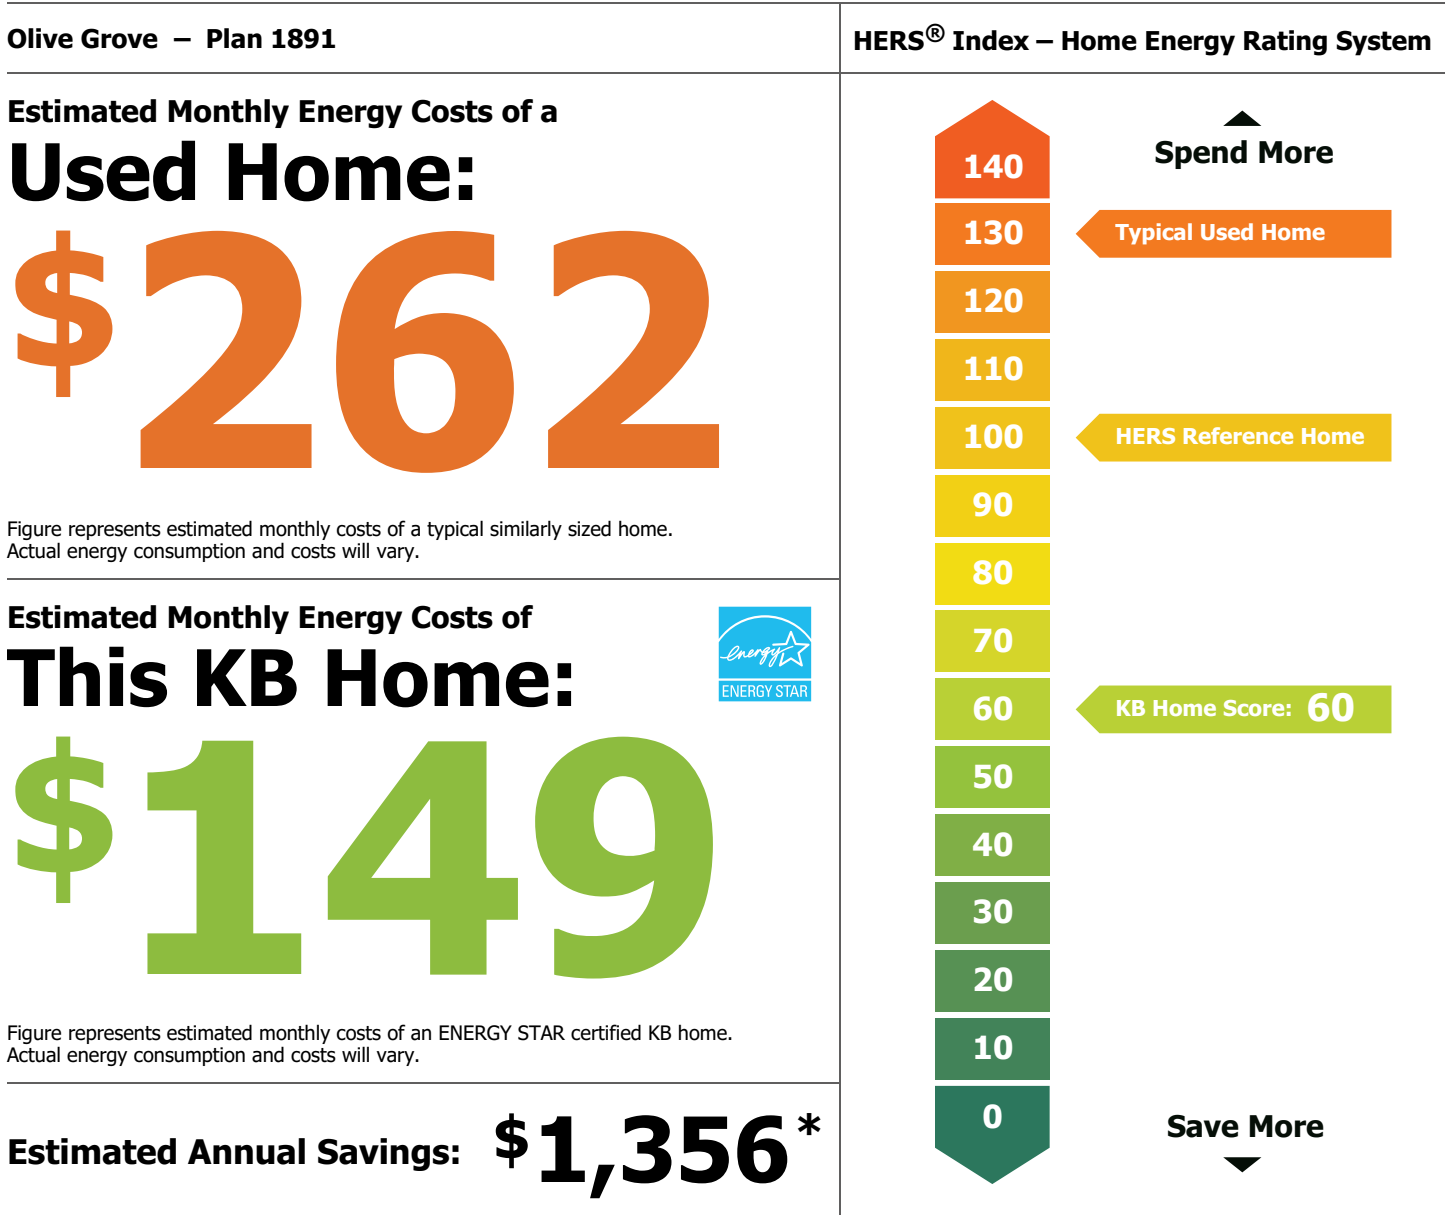 Olive Grove – Plan 1891
Estimated Monthly Energy Costs of a
Used Home:
$262
Figure represents estimated monthly costs of a typical similarly sized home.
Actual energy consumption and costs will vary.
Estimated Monthly Energy Costs of
This KB Home:
energy
ENERGY STAR
$149
Figure represents estimated monthly costs of an ENERGY STAR certified KB home.
Actual energy consumption and costs will vary.
Estimated Annual Savings: $1,356*
HERS® Index – Home Energy Rating System
Spend More
140
130 Typical Used Home
120
110
100 HERS Reference Home
90
80
70
60 KB Home Score: 60
50
40
30
20
10
0
Save More